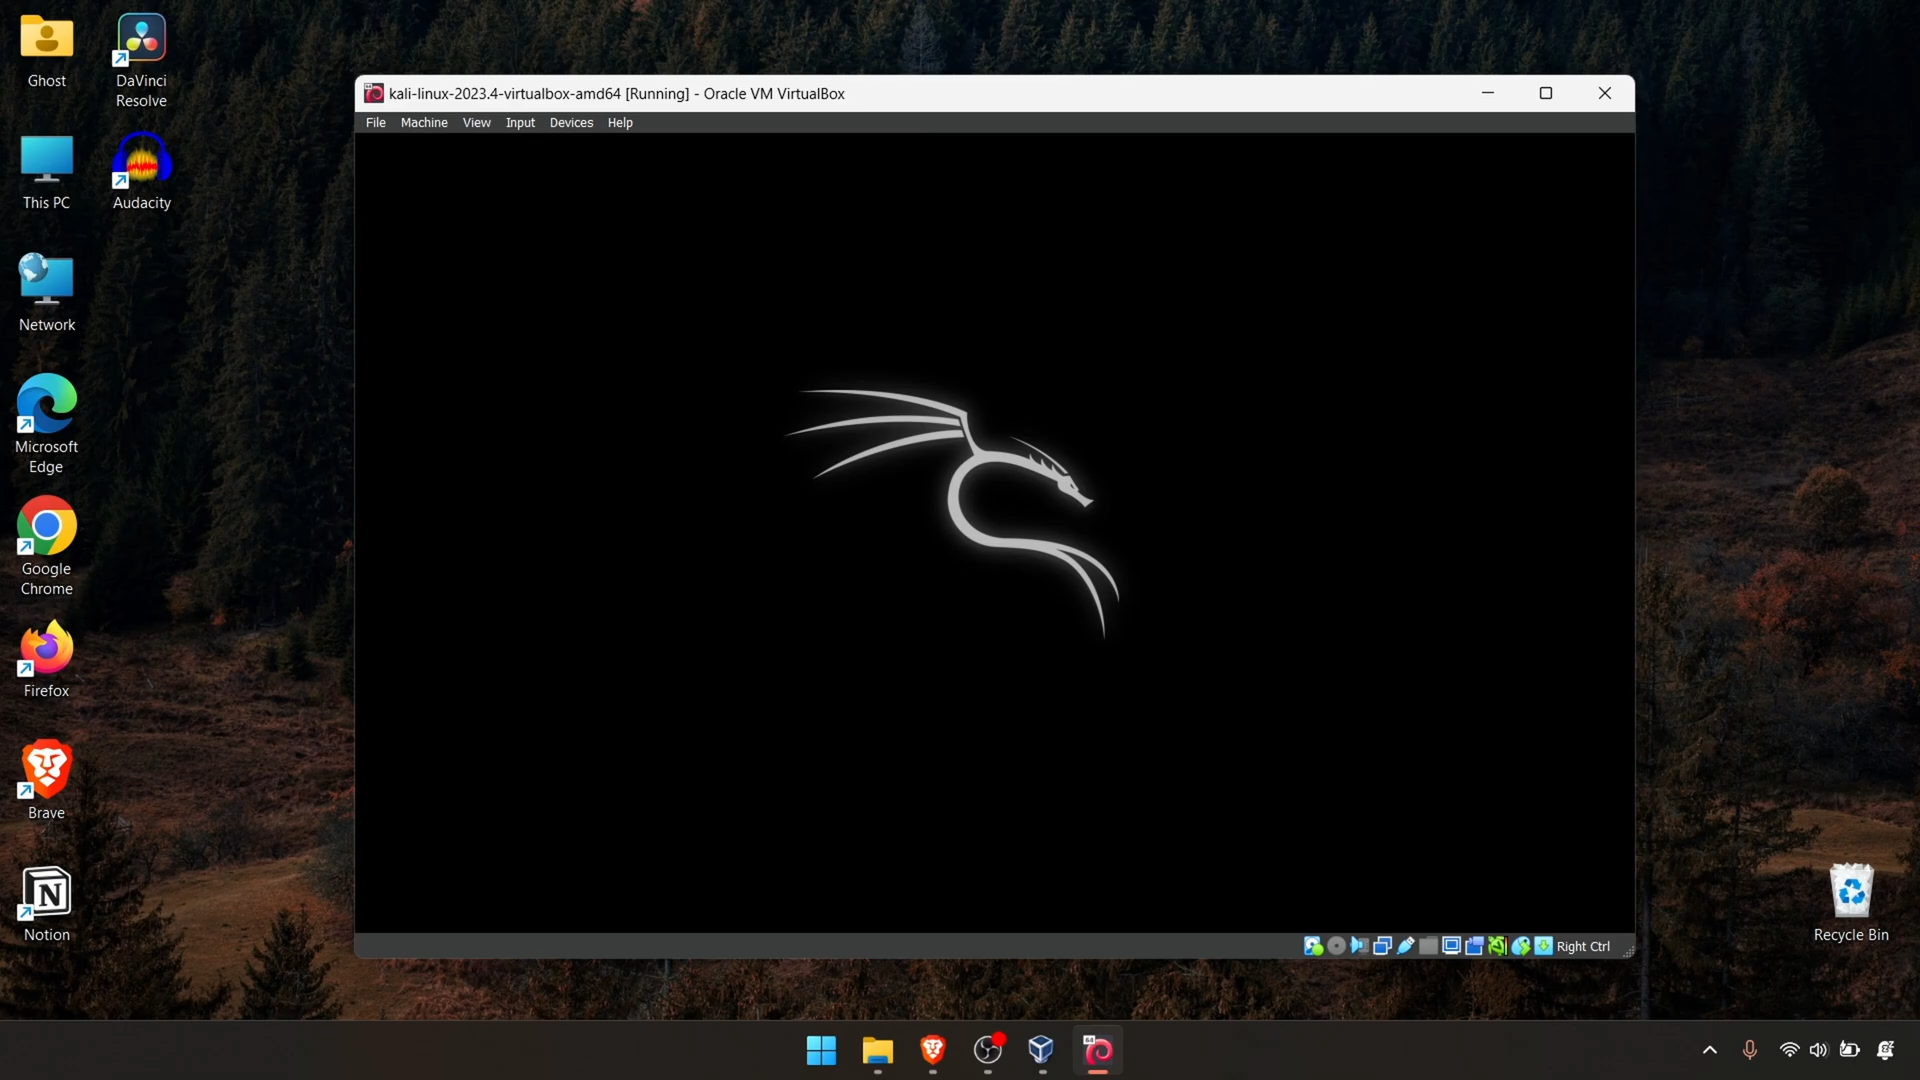 Ghost
DaVinci
Resolve
This PC
Audacity
Network
Microsoft
Edge
Google
Chrome
Firefox
Brave
N
Notion
kali-linux-2023.4-virtualbox-amd64 [Running] - Oracle VM VirtualBox
File Machine View Input Devices Help
Right Ctrl
Recycle Bin
64